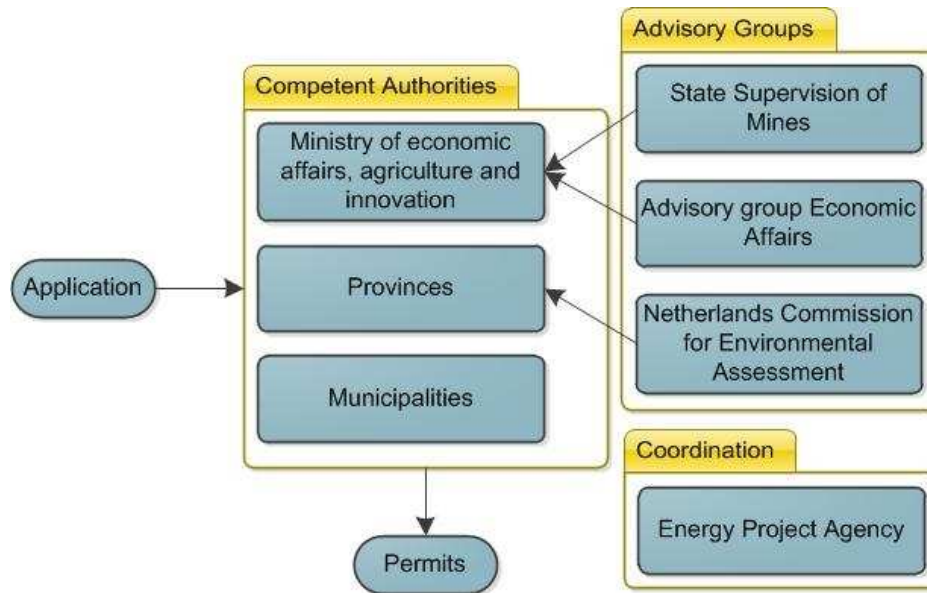 Application
Competent Authorities
Ministry of economic
affairs, agriculture and
innovation
Provinces
Municipalities
Permits
Advisory Groups
State Supervision of
Mines
Advisory group Economic
Affairs
Netherlands Commission
for Environmental
Assessment
Coordination
Energy Project Agency